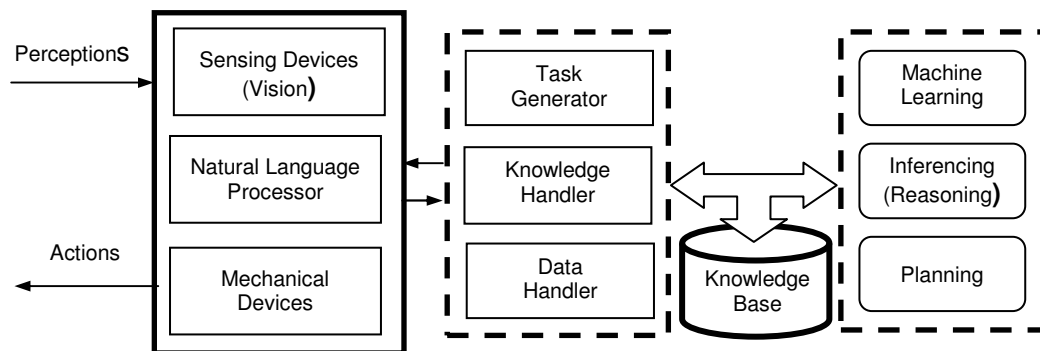 Perceptions
Sensing Devices
(Vision)
Natural Language
Processor
Actions
Mechanical
Devices
Task
Generator
Knowledge
Handler
Data
Handler
Knowledge
Base
Machine
Learning
Inferencing
(Reasoning)
Planning